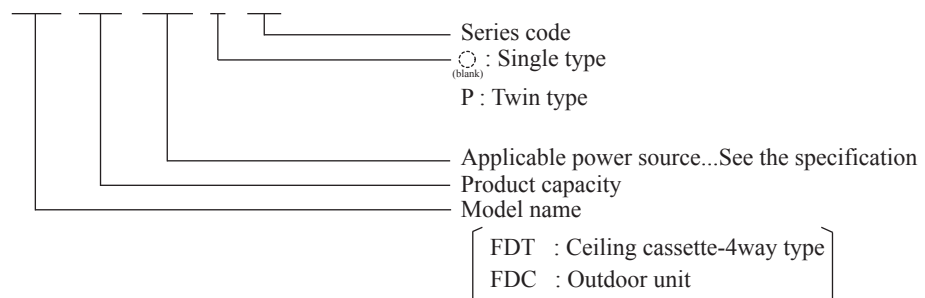 Series code
◌ : Single type
(blank)
P : Twin type
Applicable power source...See the specification
Product capacity
Model name
FDT : Ceiling cassette-4way type
FDC : Outdoor unit